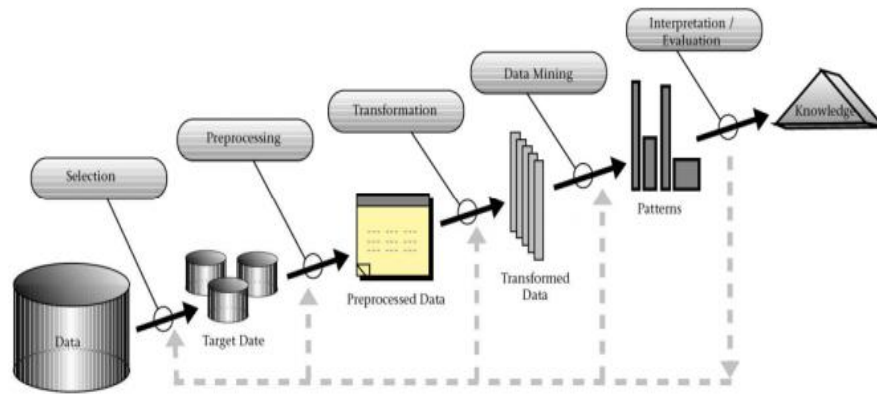 Interpretation /
Evaluation
Data Mining
Transformation
Preprocessing
Selection
Knowledge
Patterns
Transformed
Data
Preprocessed Data
Target Date
Data